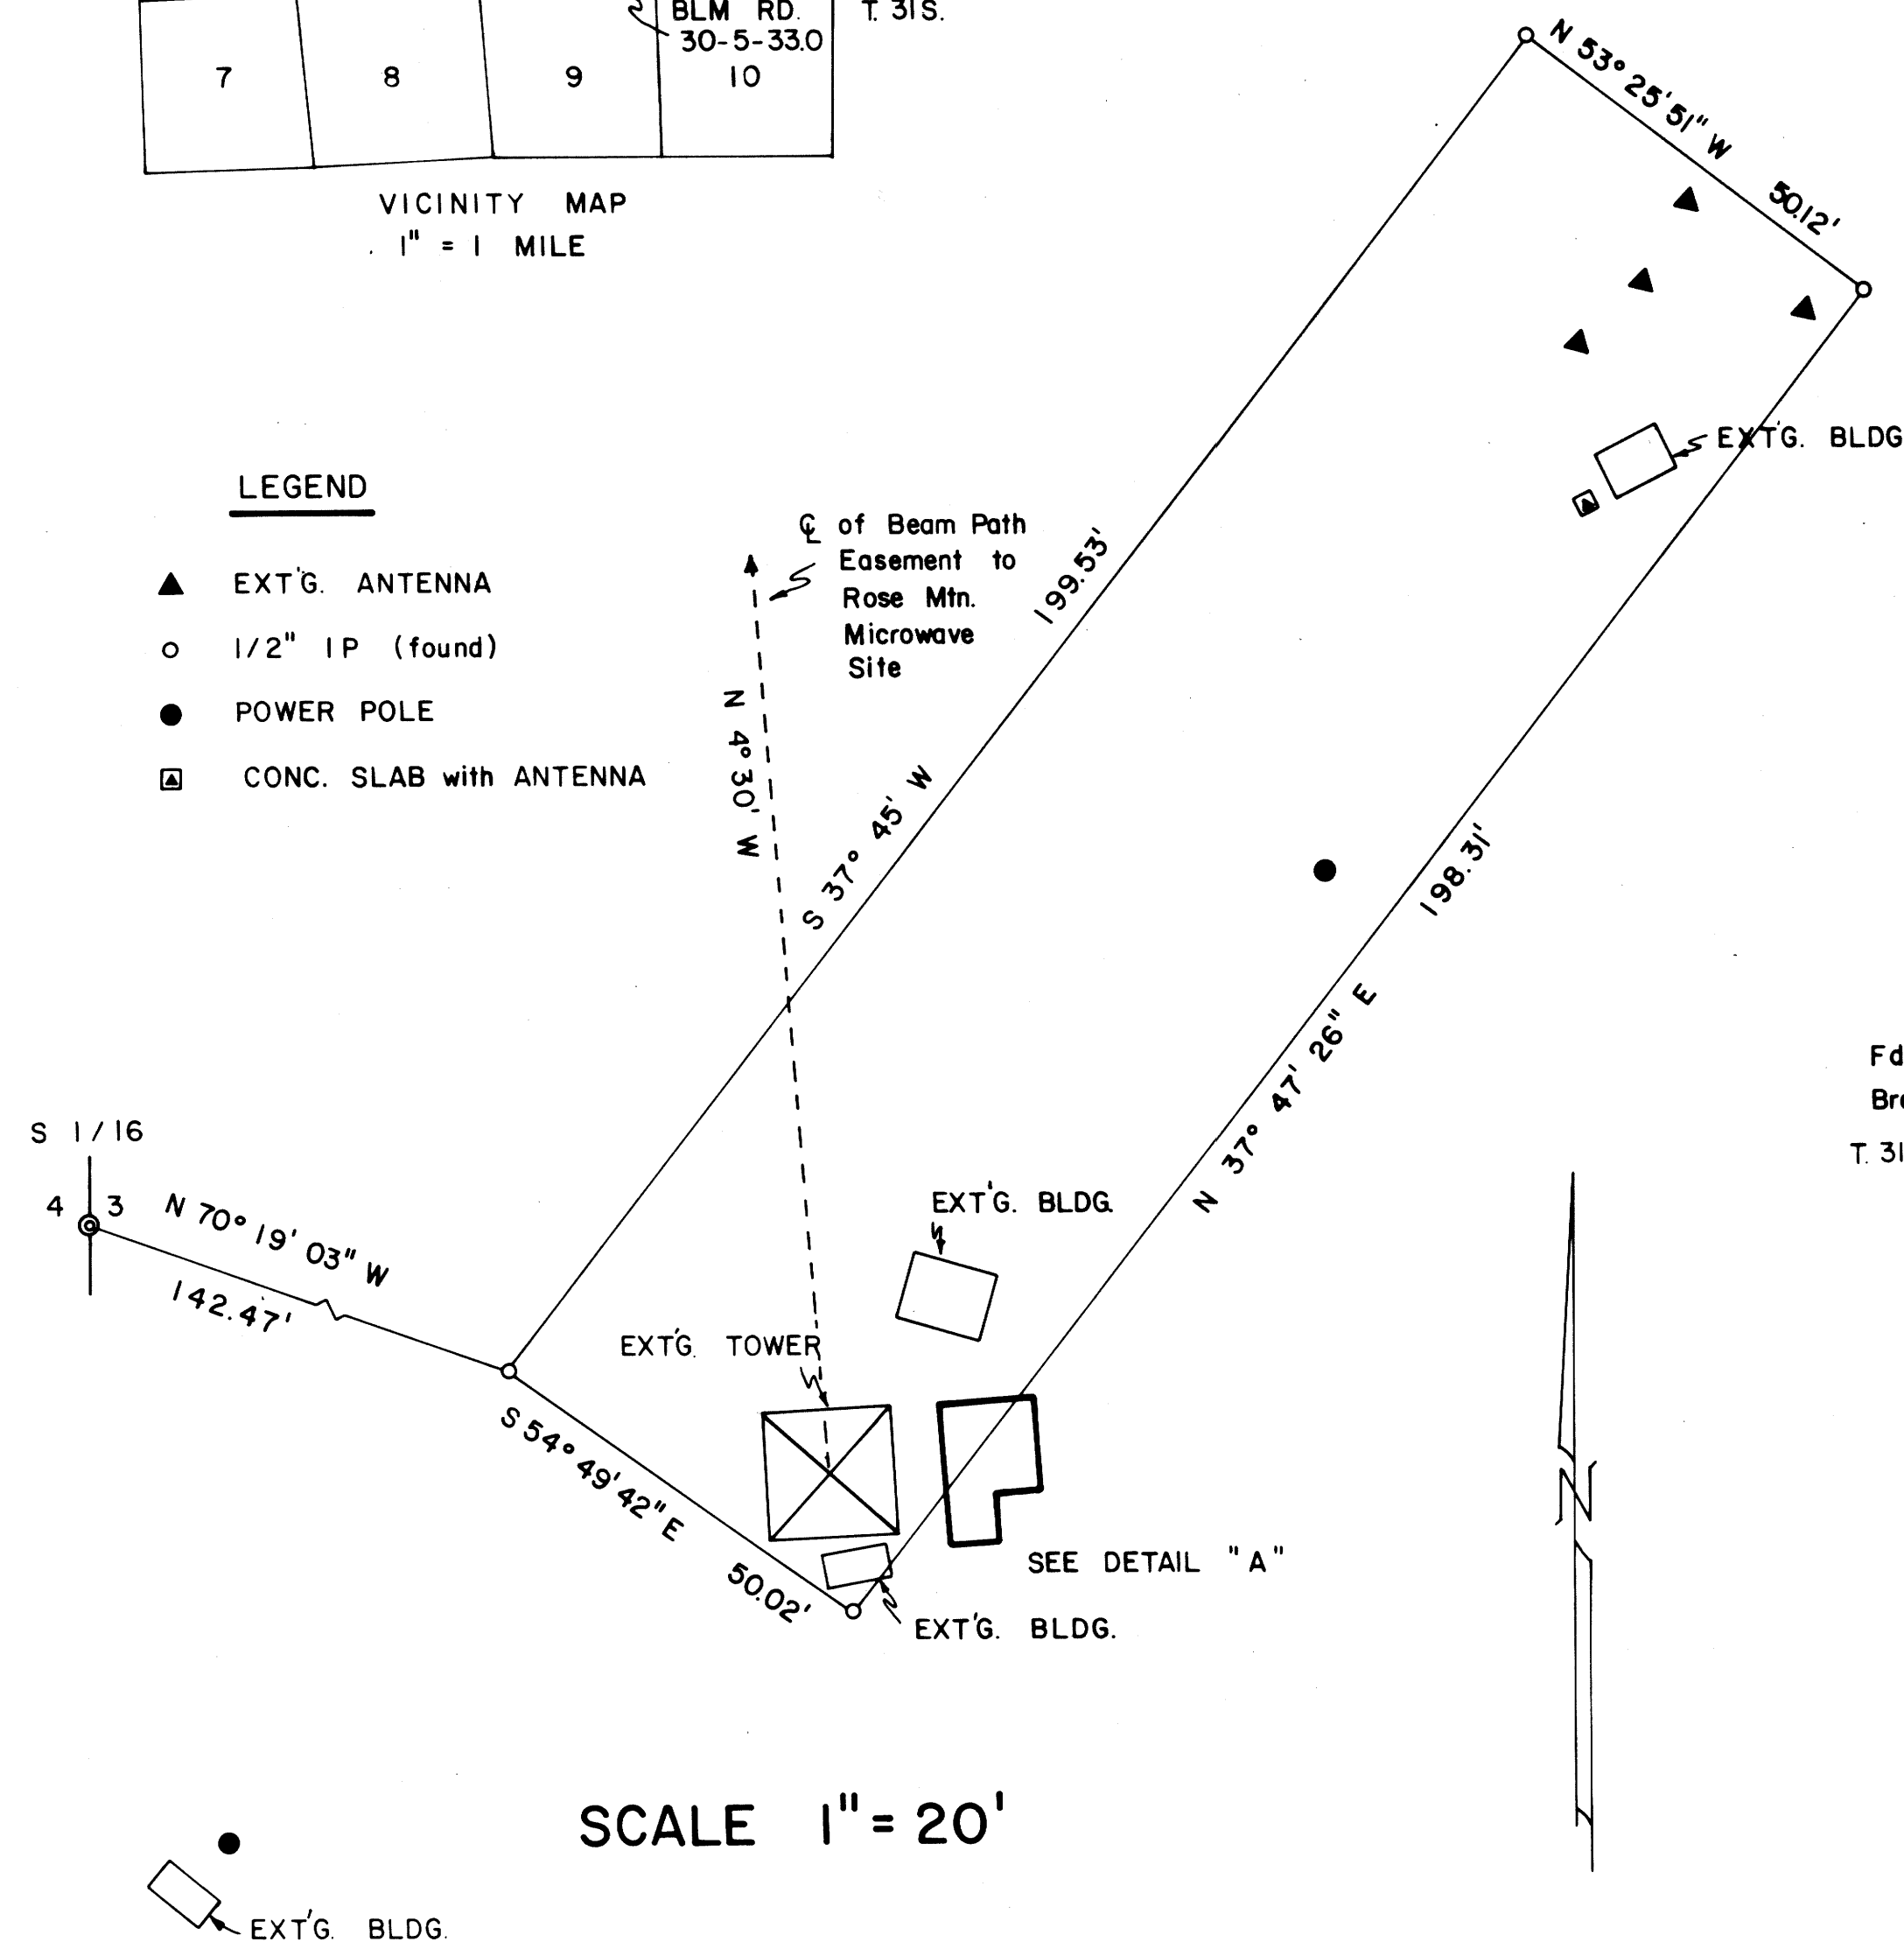 BLM RD.
30-5-33.0
T. 31S.
7
8
9
10
VICINITY MAP
1" = 1 MILE
N 53° 25' 51" W
50.12'
EXT'G. BLDG
LEGEND
EXT'G. ANTENNA
1/2" IP (found)
POWER POLE
CONC. SLAB with ANTENNA
℄ of Beam Path
Easement to
Rose Mtn.
Microwave
Site
N 4° 30' W
199.53'
S 37° 45' W
198.31'
N 37° 47' 26" E
T. 31
S 1/16
4 3
N 70° 19' 03" W
142.47'
EXT'G. BLDG.
EXT'G. TOWER
S 54° 49' 42" E
50.02'
SEE DETAIL "A"
EXT'G. BLDG.
N
SCALE 1" = 20'
EXT'G. BLDG.